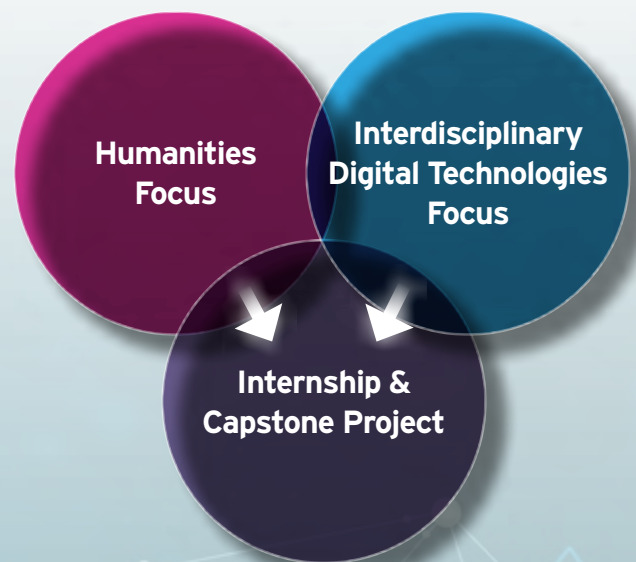 Humanities
Focus
Interdisciplinary
Digital Technologies
Focus
Internship &
Capstone Project